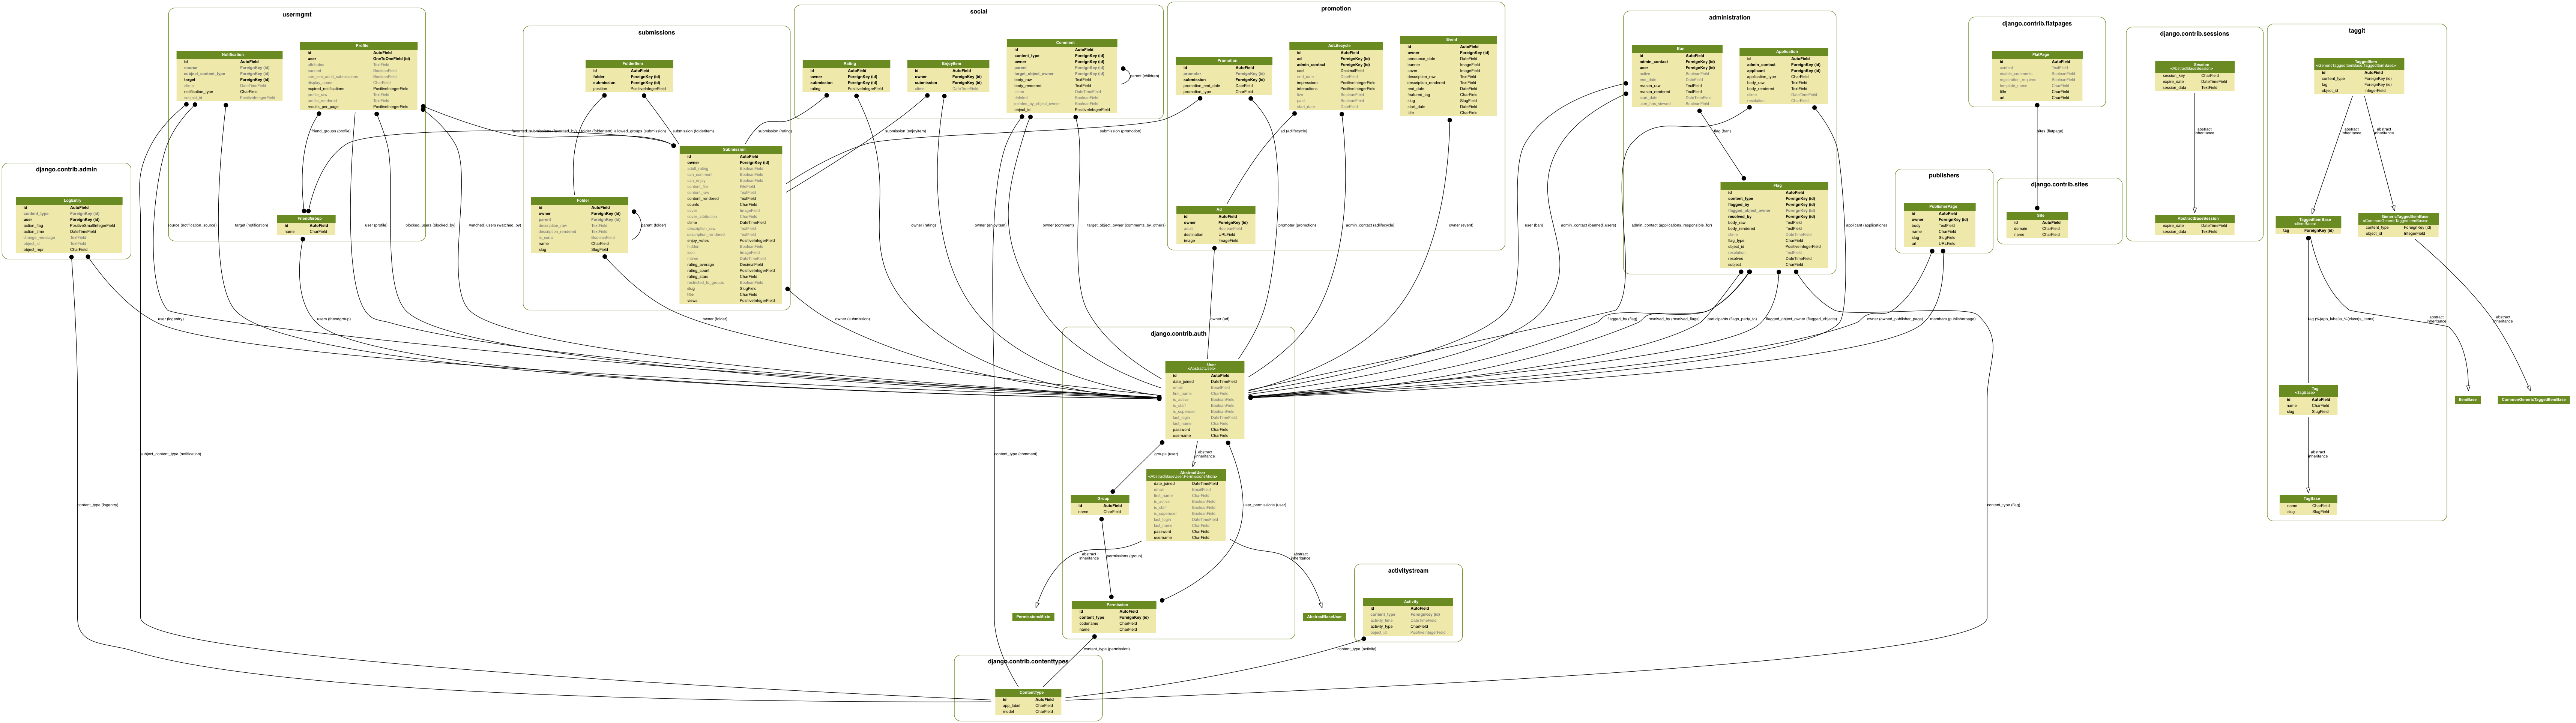 usermgmt
Notification
id AutoField
source ForeignKey (id)
subject_content_type ForeignKey (id)
target ForeignKey (id)
ctime DateTimeField
notification_type CharField
subject_id PositiveIntegerField
Profile
id AutoField
user OneToOneField (id)
attributes TextField
banned BooleanField
can_see_adult_submissions BooleanField
display_name CharField
expired_notifications CharField
profile_raw TextField
profile_rendered TextField
results_per_page PositiveIntegerField
FriendGroup
id AutoField
name CharField
submissions
FolderItem
id AutoField
folder ForeignKey (id)
submission ForeignKey (id)
position PositiveIntegerField
Submission
id AutoField
owner ForeignKey (id)
adult_rating BooleanField
can_comment BooleanField
can_enjoy BooleanField
content_file FileField
content_raw TextField
content_rendered TextField
counts CharField
cover ImageField
cover_attribution CharField
ctime DateTimeField
description_raw TextField
description_rendered TextField
enjoy_votes PositiveIntegerField
hidden BooleanField
icon ImageField
mtime DateTimeField
rating_average DecimalField
rating_count PositiveIntegerField
rating_stars CharField
restricted_to_groups BooleanField
slug SlugField
title CharField
views PositiveIntegerField
Folder
id AutoField
owner ForeignKey (id)
parent ForeignKey (id)
description_raw TextField
description_rendered TextField
is_owner BooleanField
name CharField
slug SlugField
parent (folder)
social
Rating
id AutoField
owner ForeignKey (id)
submission ForeignKey (id)
rating PositiveIntegerField
EnjoyItem
id AutoField
owner ForeignKey (id)
submission ForeignKey (id)
ctime DateTimeField
Comment
id AutoField
content_type ForeignKey (id)
owner ForeignKey (id)
parent ForeignKey (id)
target_object_owner ForeignKey (id)
body_raw TextField
body_rendered TextField
ctime DateTimeField
deleted BooleanField
deleted_by_object_owner BooleanField
object_id PositiveIntegerField
parent (children)
promotion
Promotion
id AutoField
promoter ForeignKey (id)
submission ForeignKey (id)
promotion_end_date DateField
promotion_type CharField
AdLifecycle
id AutoField
ad ForeignKey (id)
admin_contact ForeignKey (id)
cost DecimalField
end_date DateField
impressions PositiveIntegerField
interactions PositiveIntegerField
live BooleanField
paid BooleanField
start_date DateField
Event
id AutoField
owner ForeignKey (id)
announce_date DateField
banner ImageField
cover ImageField
description_raw TextField
description_rendered TextField
end_date DateField
featured_tag CharField
slug SlugField
start_date DateField
title CharField
Ad
id AutoField
owner ForeignKey (id)
adult BooleanField
destination URLField
image ImageField
administration
Ban
id AutoField
admin_contact ForeignKey (id)
user ForeignKey (id)
active BooleanField
end_date DateField
reason_raw TextField
reason_rendered TextField
start_date DateTimeField
user_has_viewed BooleanField
Application
id AutoField
admin_contact ForeignKey (id)
applicant ForeignKey (id)
application_type CharField
body_raw TextField
body_rendered TextField
ctime DateTimeField
resolution CharField
Flag
id AutoField
content_type ForeignKey (id)
flagged_by ForeignKey (id)
flagged_object_owner ForeignKey (id)
resolved_by ForeignKey (id)
body_raw TextField
body_rendered TextField
ctime DateTimeField
flag_type CharField
object_id PositiveIntegerField
resolution TextField
resolved DateTimeField
subject CharField
publishers
PublisherPage
id AutoField
owner ForeignKey (id)
body TextField
name CharField
slug SlugField
url URLField
django.contrib.flatpages
FlatPage
id AutoField
content TextField
enable_comments BooleanField
registration_required BooleanField
template_name CharField
title CharField
url CharField
sites (flatpage)
django.contrib.sites
Site
id AutoField
domain CharField
name CharField
django.contrib.sessions
Session
<AbstractBaseSession>
session_key CharField
expire_date DateTimeField
session_data TextField
abstract
inheritance
AbstractBaseSession
expire_date DateTimeField
session_data TextField
taggit
TaggedItem
<GenericTaggedItemBase,TaggedItemBase>
id AutoField
content_type ForeignKey (id)
tag ForeignKey (id)
object_id IntegerField
abstract
inheritance
abstract
inheritance
TaggedItemBase
<ItemBase>
tag ForeignKey (id)
GenericTaggedItemBase
<CommonGenericTaggedItemBase>
content_type ForeignKey (id)
object_id IntegerField
tag (%(app_label)s_%(class)s_items)
abstract
inheritance
abstract
inheritance
Tag
<TagBase>
id AutoField
name CharField
slug SlugField
ItemBase
CommonGenericTaggedItemBase
abstract
inheritance
TagBase
name CharField
slug SlugField
django.contrib.admin
LogEntry
id AutoField
content_type ForeignKey (id)
user ForeignKey (id)
action_flag PositiveSmallIntegerField
action_time DateTimeField
change_message TextField
object_id TextField
object_repr CharField
friend_groups (profile)
folder (folderitem)
allowed_groups (submission)
submission (folderitem)
submission (rating)
submission (enjoyitem)
submission (promotion)
ad (adlifecycle)
flag (ban)
user (logentry)
source (notification_source)
target (notification)
users (friendgroup)
user (profile)
blocked_users (blocked_by)
watched_users (watched_by)
owner (folder)
owner (submission)
owner (rating)
owner (enjoyitem)
owner (comment)
target_object_owner (comments_by_others)
owner (ad)
promoter (promotion)
admin_contact (adlifecycle)
owner (event)
user (ban)
admin_contact (banned_users)
admin_contact (applications_responsible_for)
applicant (applications)
flagged_by (flag)
resolved_by (resolved_flags)
participants (flags_party_to)
flagged_object_owner (flagged_objects)
owner (owned_publisher_page)
members (publisherpage)
django.contrib.auth
User
<AbstractUser>
id AutoField
date_joined DateTimeField
email EmailField
first_name CharField
is_active BooleanField
is_staff BooleanField
is_superuser BooleanField
last_login DateTimeField
last_name CharField
password CharField
username CharField
groups (user)
abstract
inheritance
AbstractUser
<AbstractBaseUser,PermissionsMixin>
date_joined DateTimeField
email EmailField
first_name CharField
is_active BooleanField
is_staff BooleanField
is_superuser BooleanField
last_login DateTimeField
last_name CharField
password CharField
username CharField
Group
id AutoField
name CharField
user_permissions (user)
abstract
inheritance
permissions (group)
abstract
inheritance
Permission
id AutoField
content_type ForeignKey (id)
codename CharField
name CharField
PermissionsMixin
AbstractBaseUser
activitystream
Activity
id AutoField
content_type ForeignKey (id)
activity_time DateTimeField
activity_type CharField
object_id PositiveIntegerField
subject_content_type (notification)
content_type (logentry)
content_type (comment)
content_type (flag)
content_type (permission)
content_type (activity)
django.contrib.contenttypes
ContentType
id AutoField
app_label CharField
model CharField